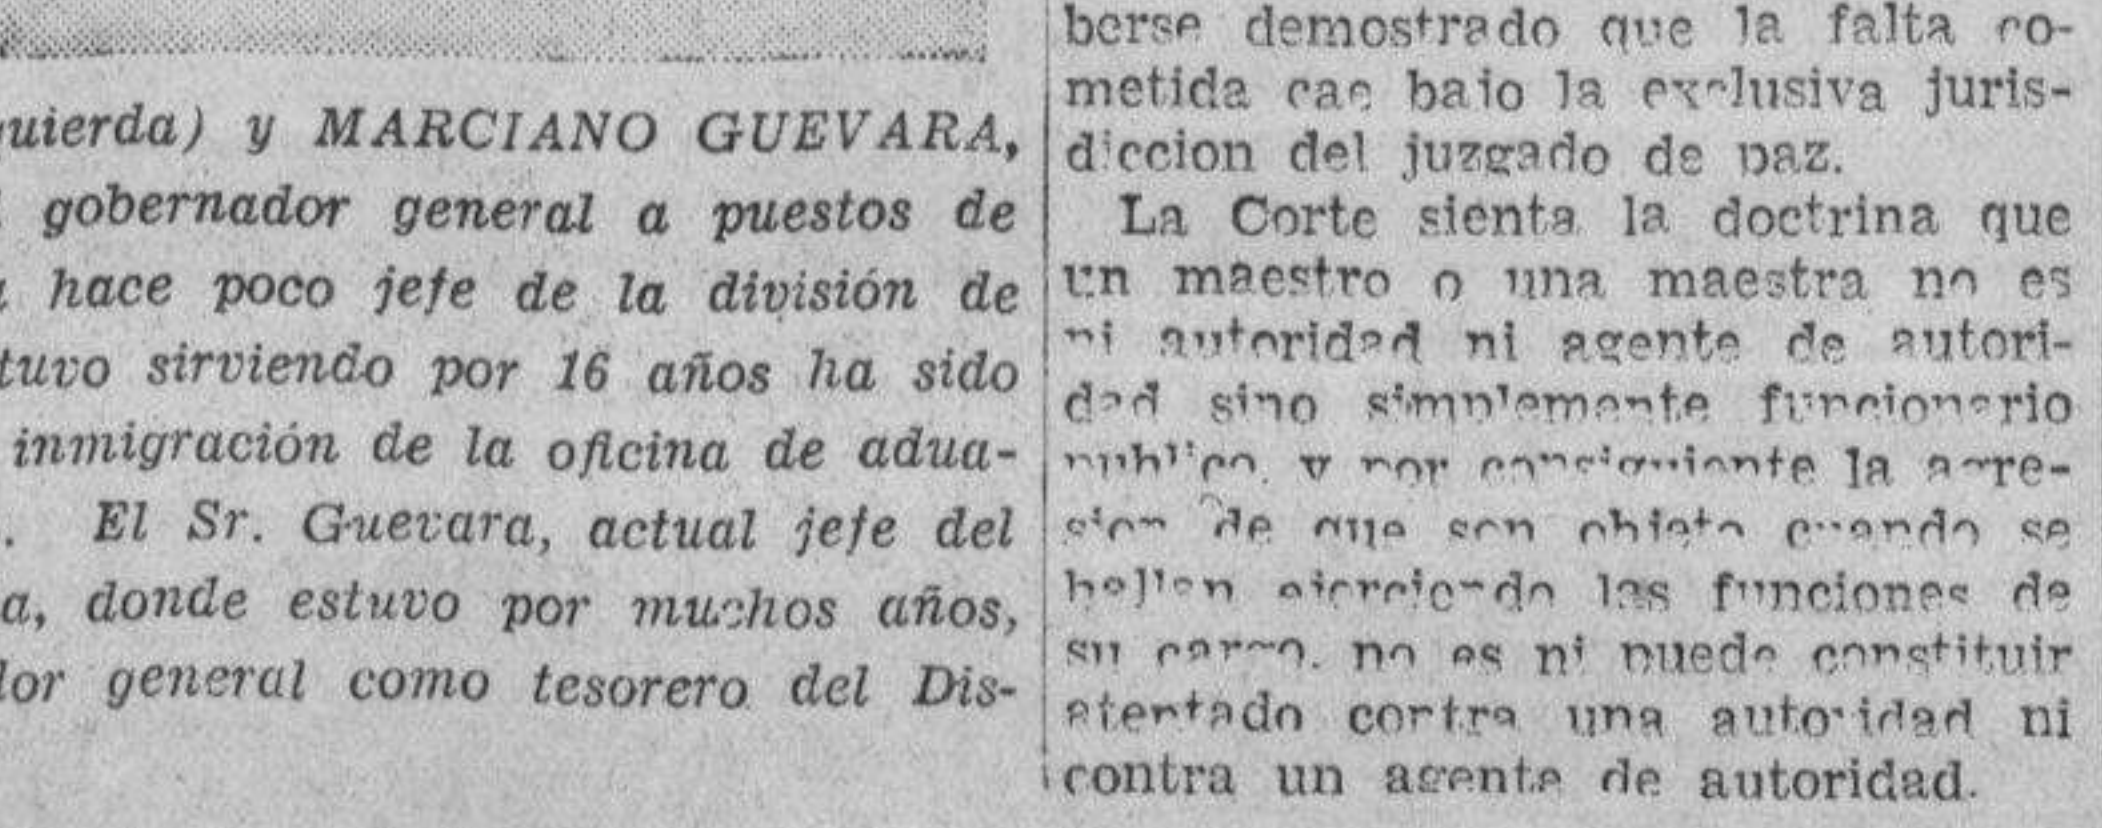 uierda) y MARCIANO GUEVARA,
gobernador general a puestos de
hace poco jefe de la división de
tuvo sirviendo por 16 años ha sido
inmigración de la oficina de adua-
. El Sr. Guevara, actual jefe del
a, donde estuvo por muchos años,
dor general como tesorero del Dis-
berse demostrado que la falta co-
metida cae bajo la exclusiva juris-
diccion del juzgado de paz.
La Corte sienta la doctrina que
un maestro o una maestra no es
ni autoridad ni agente de autori-
dad sino simplemente funcionario
publico, y por consiguiente la agre-
sion de que son objeto cuando se
hallan ejerciendo las funciones de
su cargo, no es ni puede constituir
atentado contra una autoridad ni
contra un agente de autoridad.